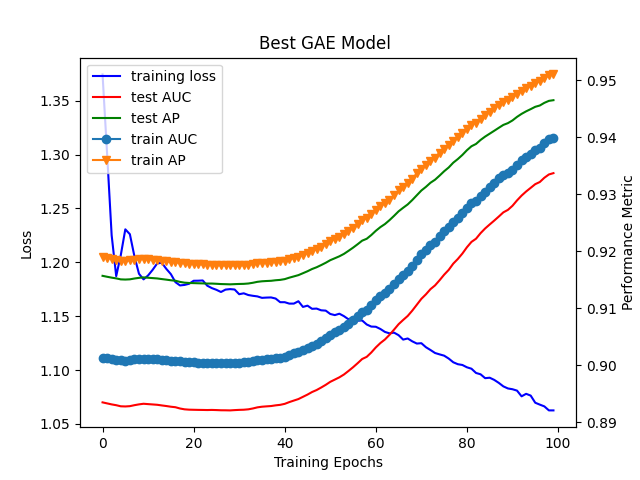 Best GAE Model
training loss
test AUC
test AP
train AUC
train AP
Loss
1.35
1.30
1.25
1.20
1.15
1.10
1.05
0.95
0.94
0.93
0.92
0.91
0.90
0.89
Performance Metric
0 20 40 60 80 100
Training Epochs